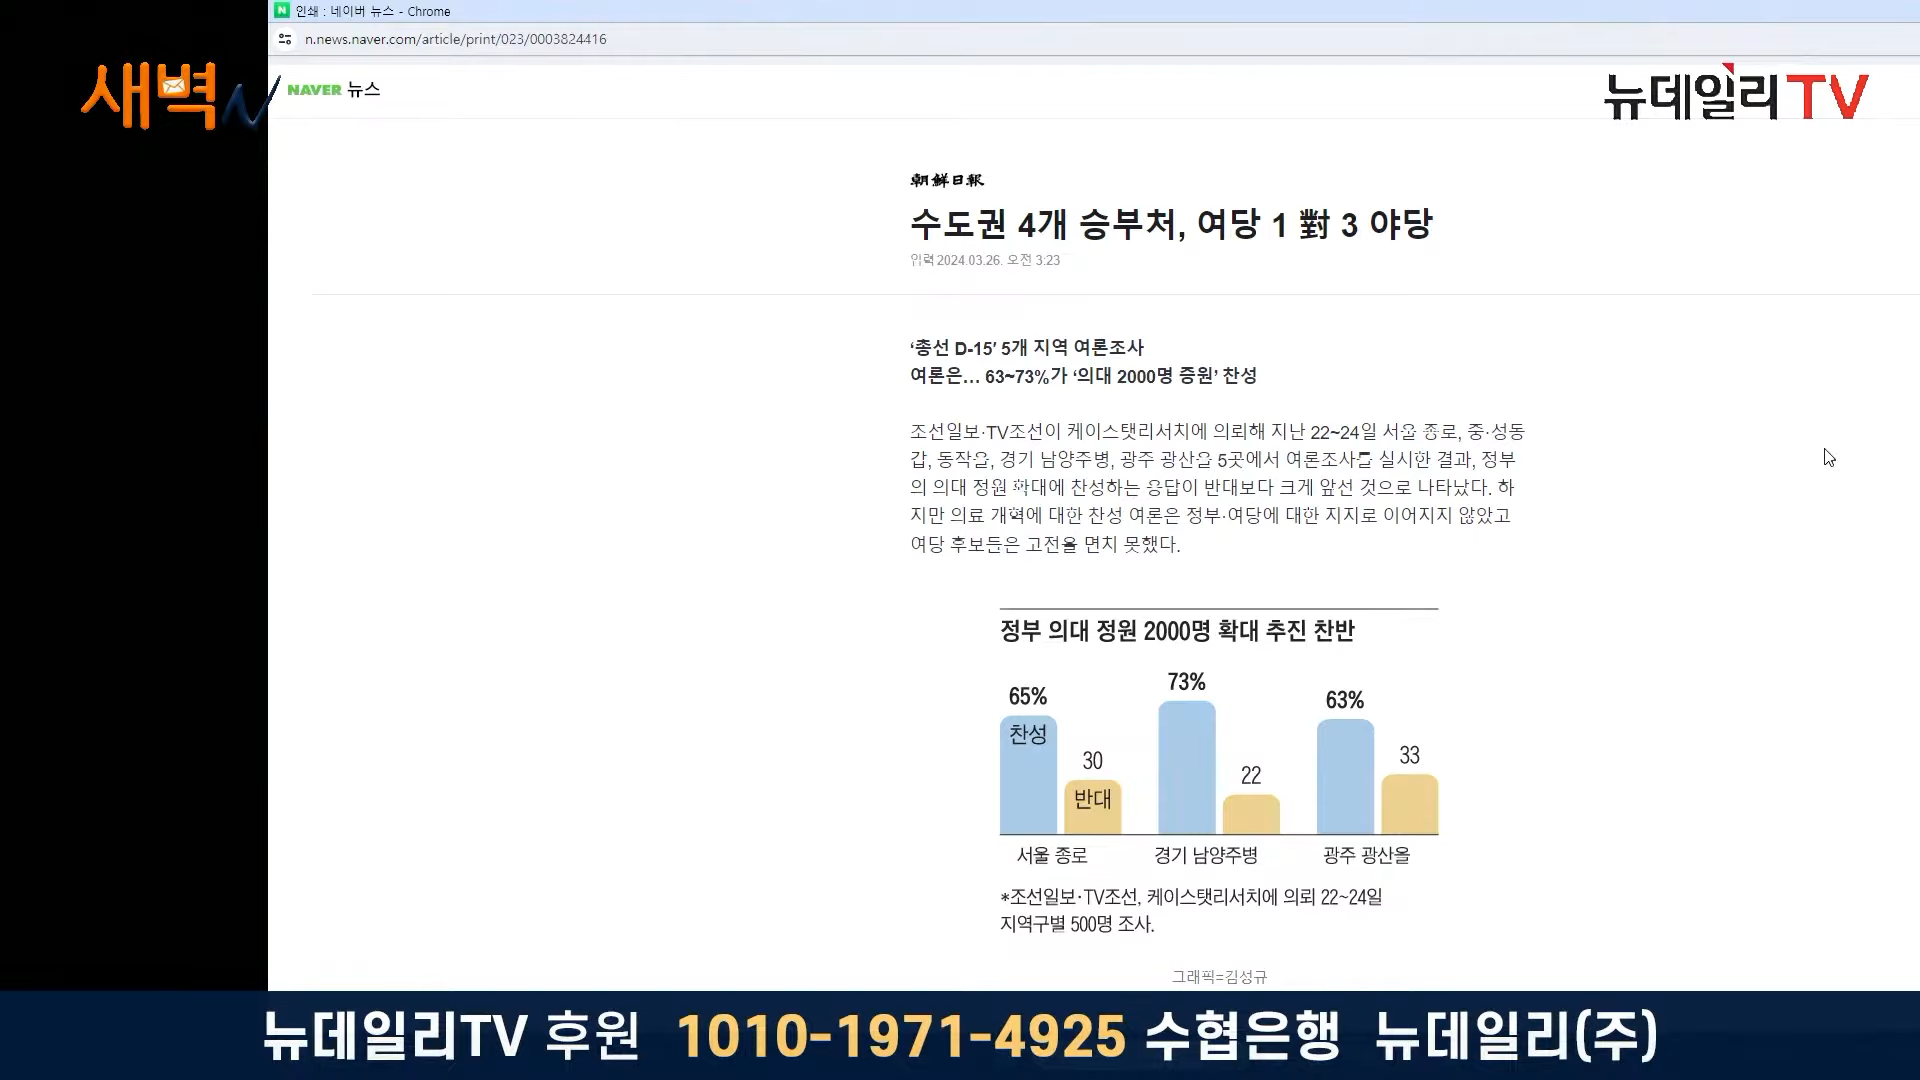 인쇄 : 네이버 뉴스 - Chrome
n.news.naver.com/article/print/023/0003824416
새벽N
NAVER 뉴스
뉴데일리TV
朝鮮日報
수도권 4개 승부처, 여당 1 對 3 야당
입력2024.03.26. 오전 3:23
‘총선 D-15′ 5개 지역 여론조사
여론은… 63~73%가 ‘의대 2000명 증원’ 찬성
조선일보·TV조선이 케이스탯리서치에 의뢰해 지난 22~24일 서울 종로, 중·성동
갑, 동작을, 경기 남양주병, 광주 광산을 5곳에서 여론조사를 실시한 결과, 정부
의 의대 정원 확대에 찬성하는 응답이 반대보다 크게 앞선 것으로 나타났다. 하
지만 의료 개혁에 대한 찬성 여론은 정부·여당에 대한 지지로 이어지지 않았고
여당 후보들은 고전을 면치 못했다.
정부 의대 정원 2000명 확대 추진 찬반
65% 73% 63%
찬성
30 22 33
반대
서울 종로 경기 남양주병 광주 광산을
*조선일보·TV조선, 케이스탯리서치에 의뢰 22~24일
지역구별 500명 조사.
그래픽=김성규
뉴데일리TV 후원 1010-1971-4925 수협은행 뉴데일리(주)